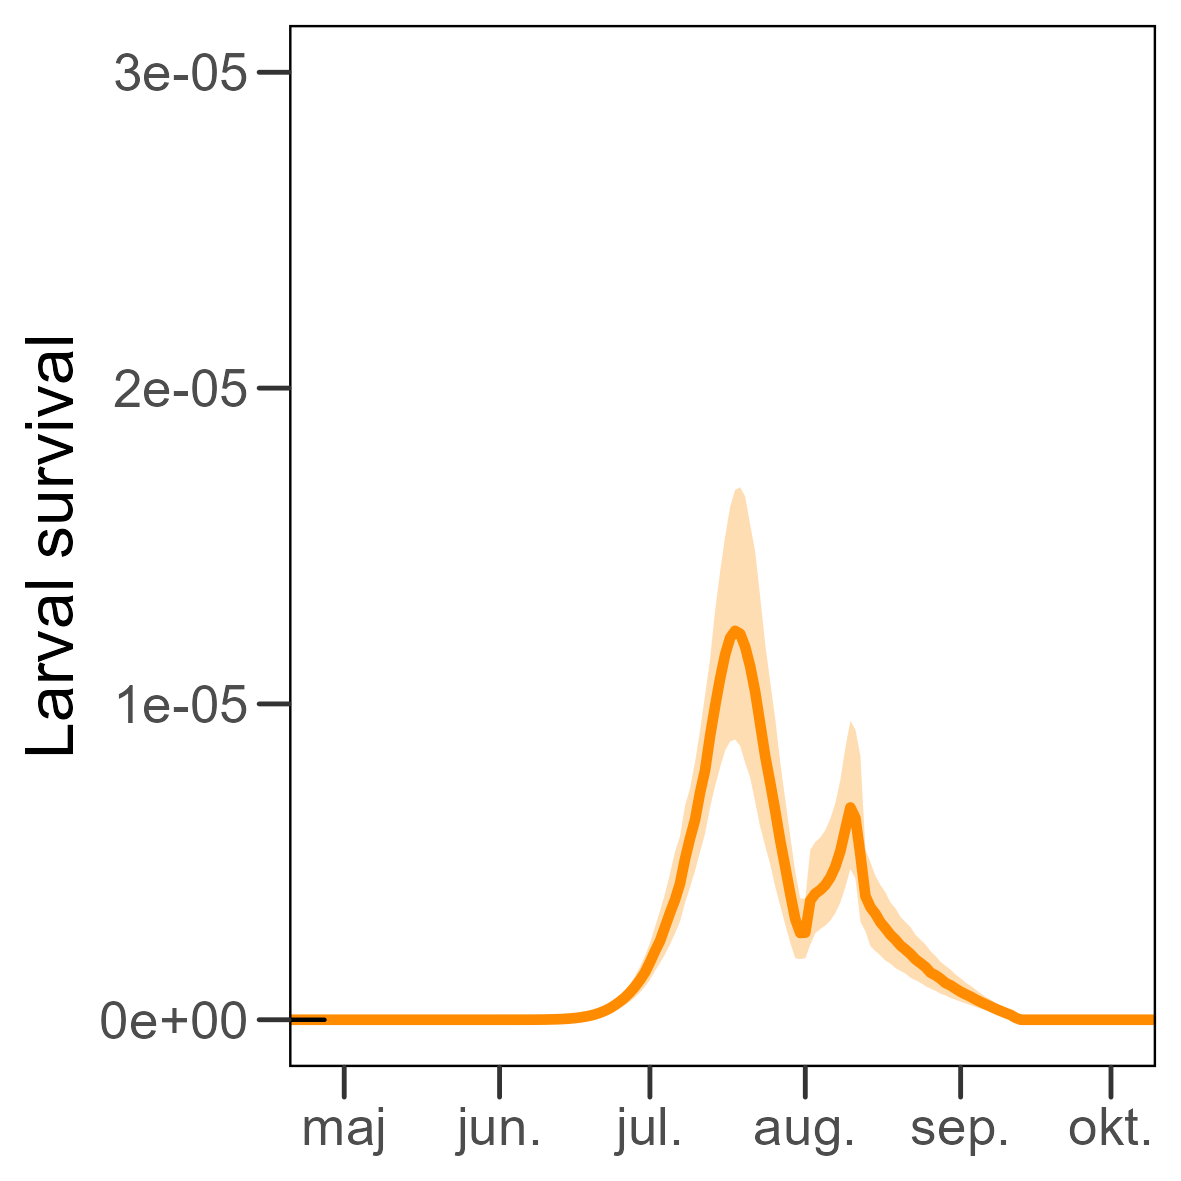 3e-05
2e-05
1e-05
0e+00
Larval survival
maj jun. jul. aug. sep. okt.